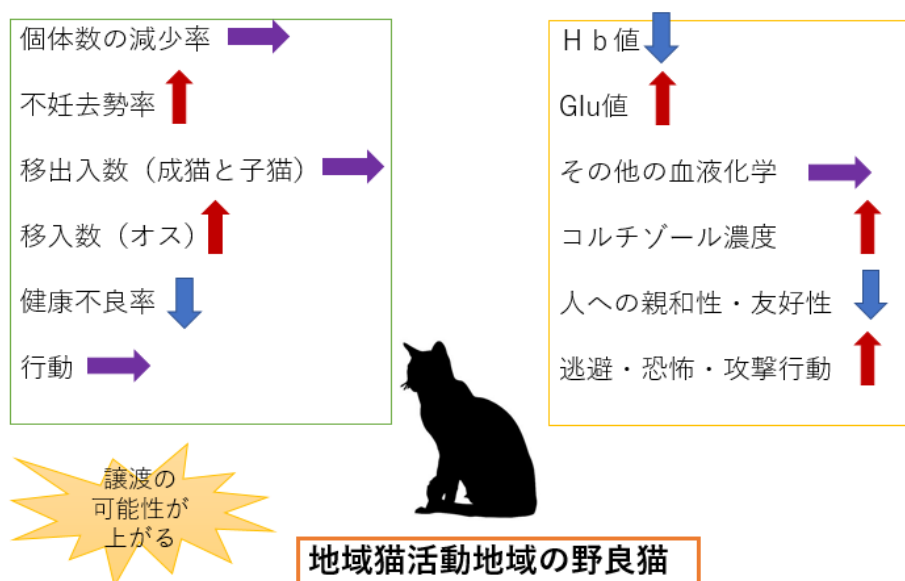 個体数の減少率
不妊去勢率
移出入数（成猫と子猫）
移入数（オス）
健康不良率
行動
Ｈｂ値
Glu値
その他の血液化学
コルチゾール濃度
人への親和性・友好性
逃避・恐怖・攻撃行動
譲渡の
可能性が
上がる
地域猫活動地域の野良猫